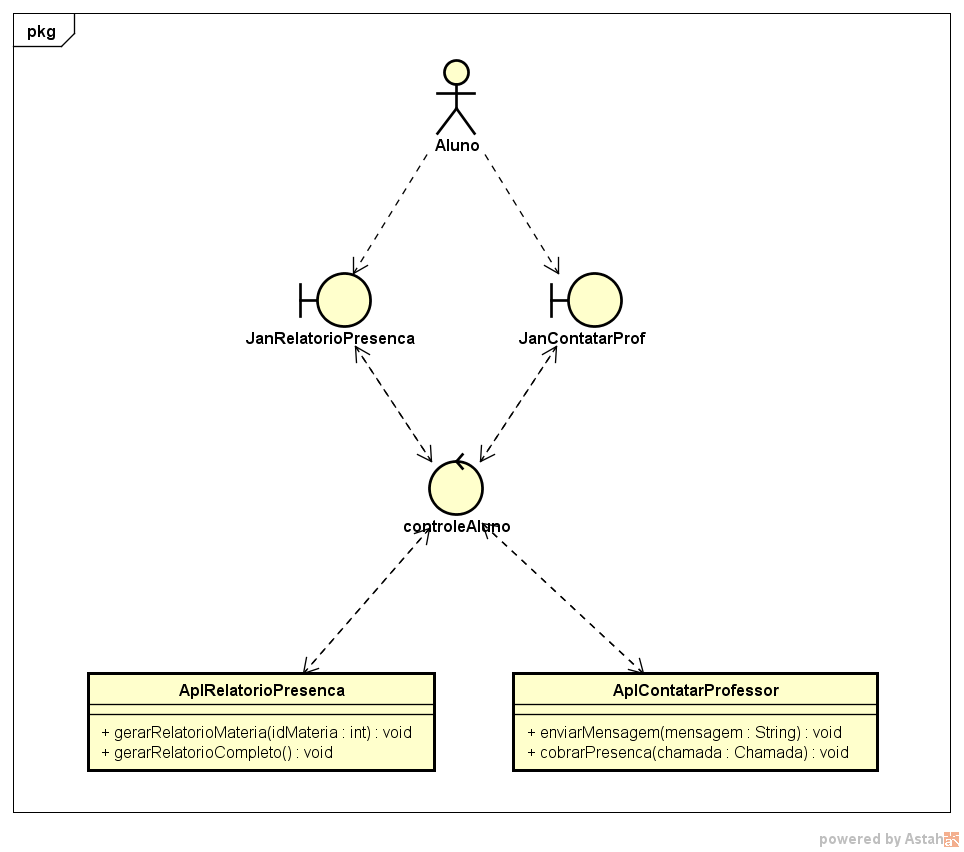 pkg
Aluno
JanRelatorioPresenca
JanContatarProf
controleAluno
AplRelatorioPresenca
+ gerarRelatorioMateria(idMateria : int) : void
+ gerarRelatorioCompleto() : void
AplContatarProfessor
+ enviarMensagem(mensagem : String) : void
+ cobrarPresenca(chamada : Chamada) : void
powered by Astah